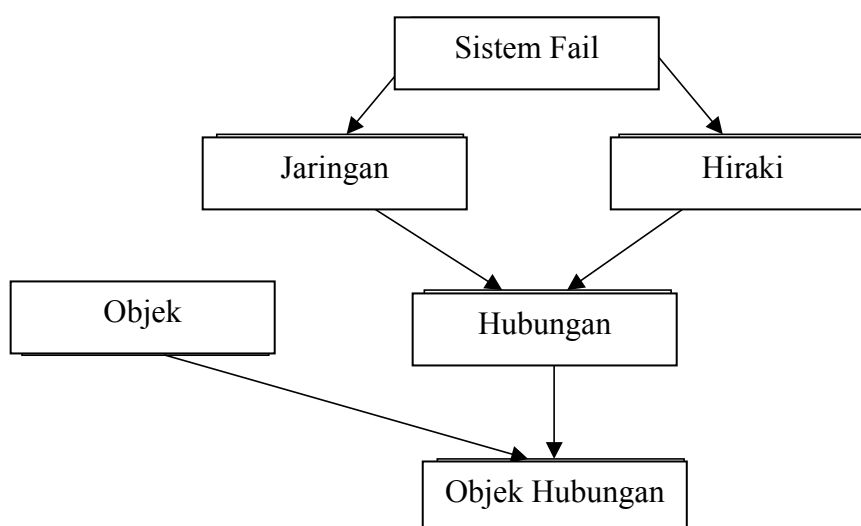 Sistem Fail
Jaringan
Hiraki
Objek
Hubungan
Objek Hubungan